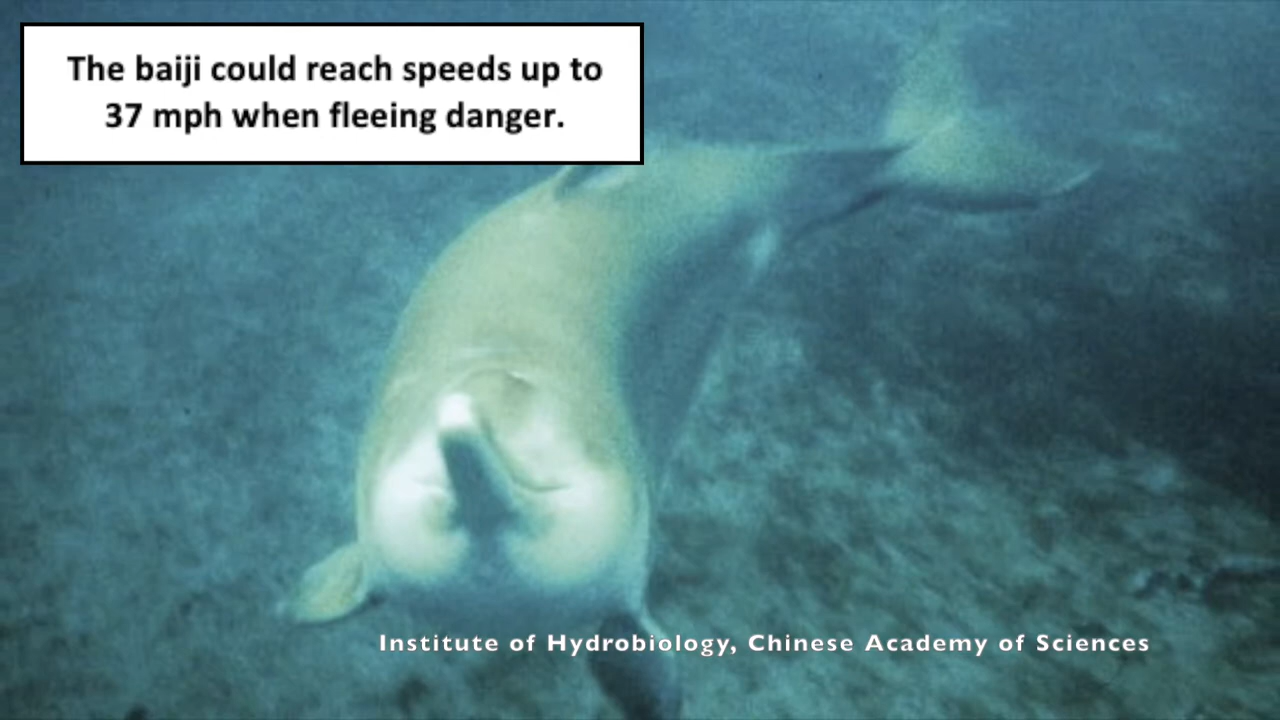 The baiji could reach speeds up to
37 mph when fleeing danger.
Institute of Hydrobiology, Chinese Academy of Sciences